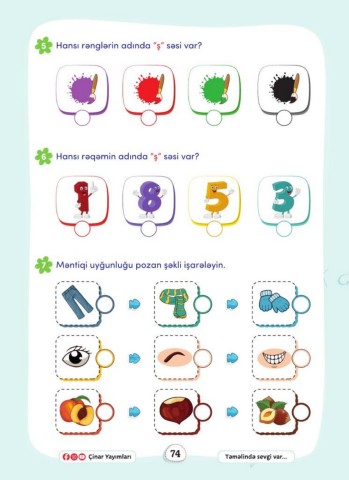 5 Hansı rənglərin adında "ş" səsi var?
6 Hansı rəqəmin adında "ş" səsi var?
1 8 5 3
7 Məntiqi uyğunluğu pozan şəkli işarələyin.
Çinar Yayımları 74 Təməlində sevgi var...